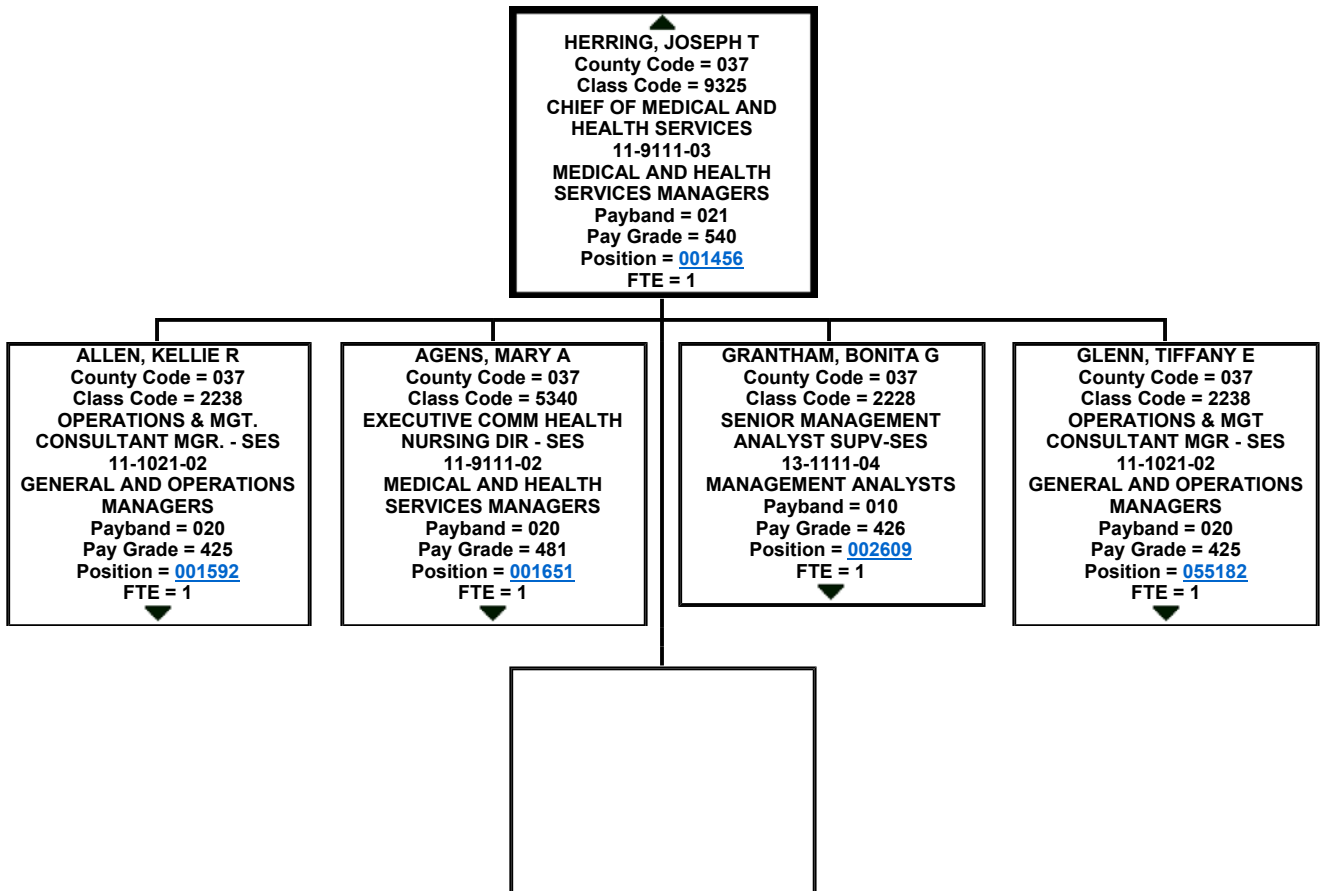 HERRING, JOSEPH T
County Code = 037
Class Code = 9325
CHIEF OF MEDICAL AND
HEALTH SERVICES
11-9111-03
MEDICAL AND HEALTH
SERVICES MANAGERS
Payband = 021
Pay Grade = 540
Position = 001456
FTE = 1
ALLEN, KELLIE R
County Code = 037
Class Code = 2238
OPERATIONS & MGT.
CONSULTANT MGR. - SES
11-1021-02
GENERAL AND OPERATIONS
MANAGERS
Payband = 020
Pay Grade = 425
Position = 001592
FTE = 1
AGENS, MARY A
County Code = 037
Class Code = 5340
EXECUTIVE COMM HEALTH
NURSING DIR - SES
11-9111-02
MEDICAL AND HEALTH
SERVICES MANAGERS
Payband = 020
Pay Grade = 481
Position = 001651
FTE = 1
GRANTHAM, BONITA G
County Code = 037
Class Code = 2228
SENIOR MANAGEMENT
ANALYST SUPV-SES
13-1111-04
MANAGEMENT ANALYSTS
Payband = 010
Pay Grade = 426
Position = 002609
FTE = 1
GLENN, TIFFANY E
County Code = 037
Class Code = 2238
OPERATIONS & MGT
CONSULTANT MGR - SES
11-1021-02
GENERAL AND OPERATIONS
MANAGERS
Payband = 020
Pay Grade = 425
Position = 055182
FTE = 1